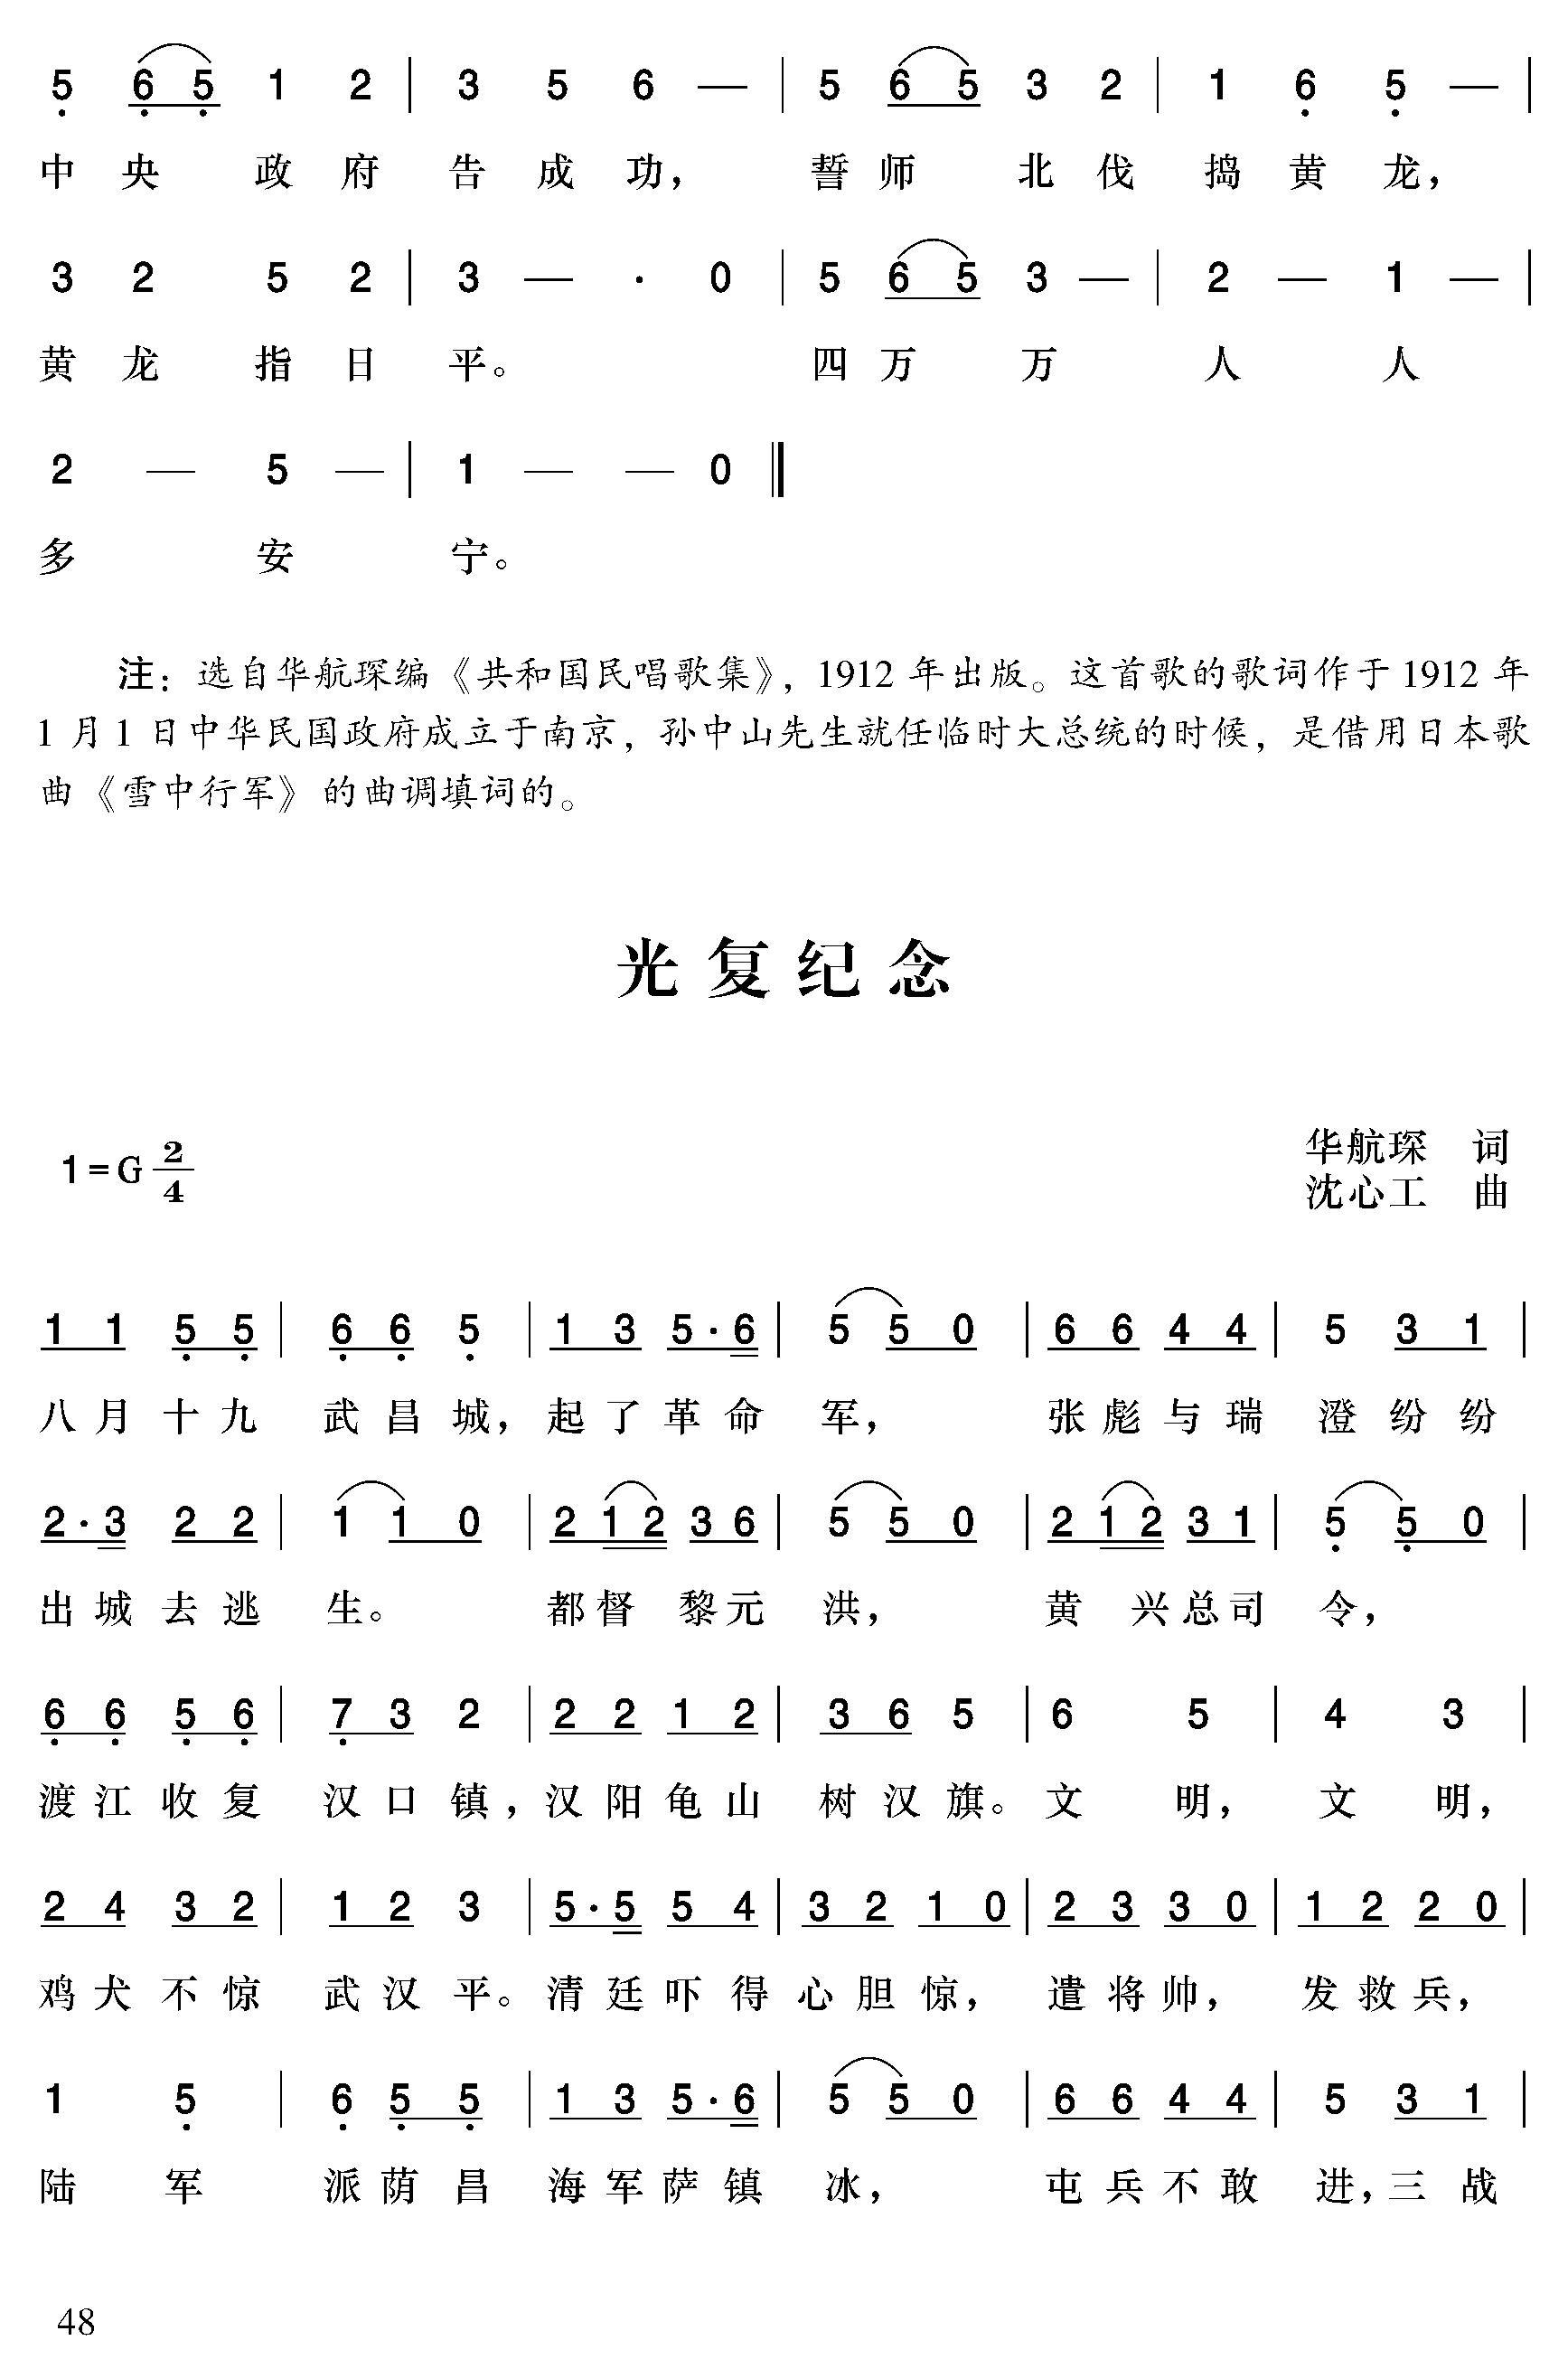 5 6 5 1 2 | 3 5 6 — | 5 6 5 3 2 | 1 6 5 — |
中央 政府 告成功， 誓师 北伐 捣黄龙，
3 2 5 2 | 3 — · 0 | 5 6 5 3 — | 2 — 1 — |
黄龙 指日 平。 四万 万 人 人
2 — 5 — | 1 — — 0 ‖
多 安 宁。
注：选自华航琛编《共和国民唱歌集》，1912 年出版。这首歌的歌词作于 1912 年
1 月 1 日中华民国政府成立于南京，孙中山先生就任临时大总统的时候，是借用日本歌
曲《雪中行军》的曲调填词的。
光复纪念
1=G 2/4
华航琛 词
沈心工 曲
1 1 5 5 | 6 6 5 | 1 3 5·6 | 5 5 0 | 6 6 4 4 | 5 3 1 |
八月十九 武昌城，起了革命 军， 张彪与瑞 澄纷纷
2·3 2 2 | 1 1 0 | 2 1 2 3 6 | 5 5 0 | 2 1 2 3 1 | 5 5 0 |
出城去逃 生。 都督 黎元 洪， 黄 兴总司 令，
6 6 5 6 | 7 3 2 | 2 2 1 2 | 3 6 5 | 6 5 | 4 3 |
渡江收复 汉口镇，汉阳龟山 树汉旗。文 明， 文 明，
2 4 3 2 | 1 2 3 | 5·5 5 4 | 3 2 1 0 | 2 3 3 0 | 1 2 2 0 |
鸡犬不惊 武汉平。清廷吓得 心胆惊， 遣将帅， 发救兵，
1 5 | 6 5 5 | 1 3 5·6 | 5 5 0 | 6 6 4 4 | 5 3 1 |
陆 军 派荫昌 海军萨镇 冰， 屯兵不敢 进，三战
48